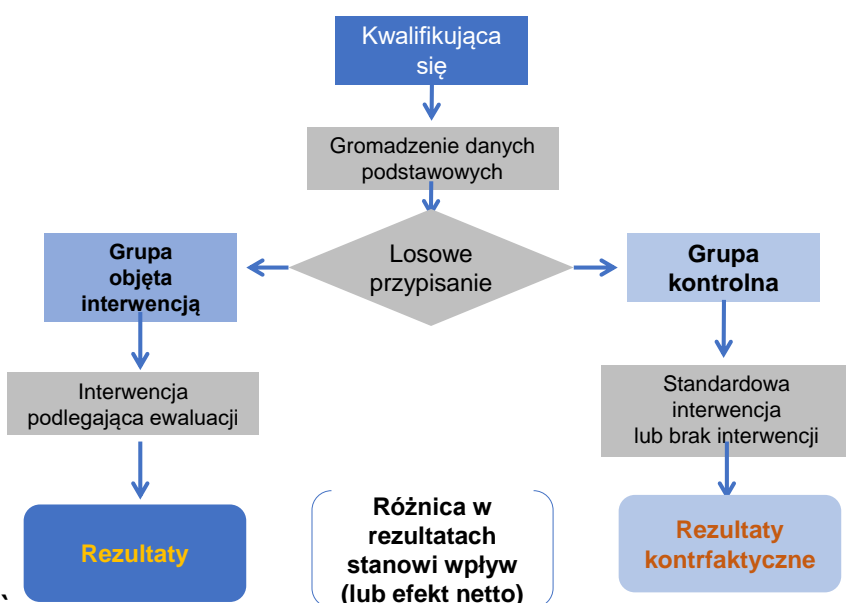 Kwalifikująca
się
Gromadzenie danych
podstawowych
Losowe
przypisanie
Grupa
objęta
interwencją
Grupa
kontrolna
Interwencja
podlegająca ewaluacji
Standardowa
interwencja
lub brak interwencji
Rezultaty
Różnica w
rezultatach
stanowi wpływ
(lub efekt netto)
Rezultaty
kontrfaktyczne